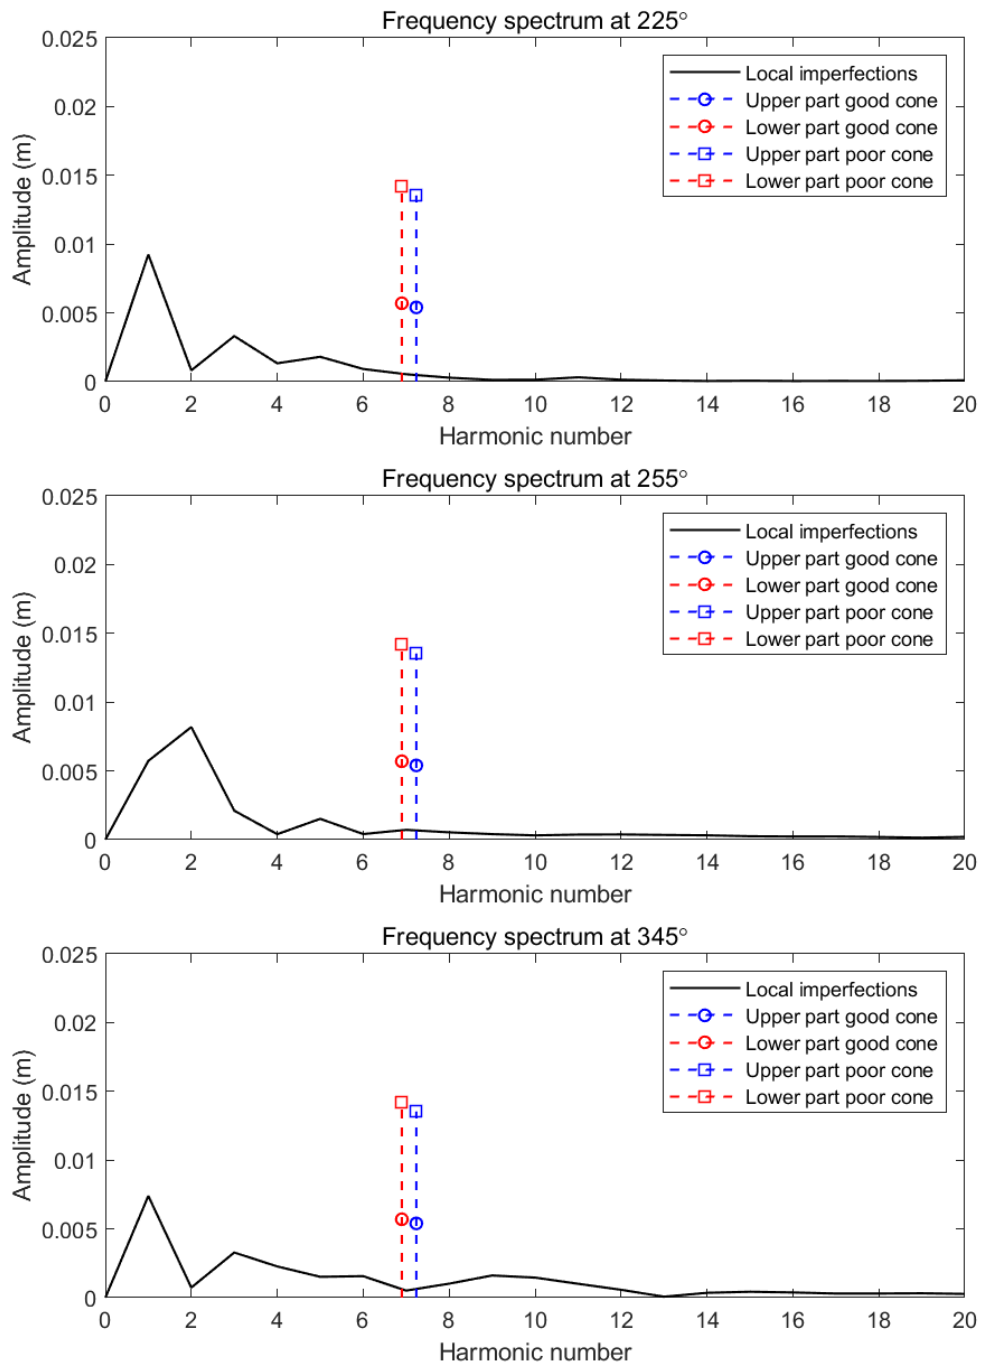 Frequency spectrum at 225°
0.025
0.02
0.015
0.01
0.005
0
Amplitude (m)
Local imperfections
Upper part good cone
Lower part good cone
Upper part poor cone
Lower part poor cone
0 2 4 6 8 10 12 14 16 18 20
Harmonic number
Frequency spectrum at 255°
0.025
0.02
0.015
0.01
0.005
0
Amplitude (m)
Local imperfections
Upper part good cone
Lower part good cone
Upper part poor cone
Lower part poor cone
0 2 4 6 8 10 12 14 16 18 20
Harmonic number
Frequency spectrum at 345°
0.025
0.02
0.015
0.01
0.005
0
Amplitude (m)
Local imperfections
Upper part good cone
Lower part good cone
Upper part poor cone
Lower part poor cone
0 2 4 6 8 10 12 14 16 18 20
Harmonic number